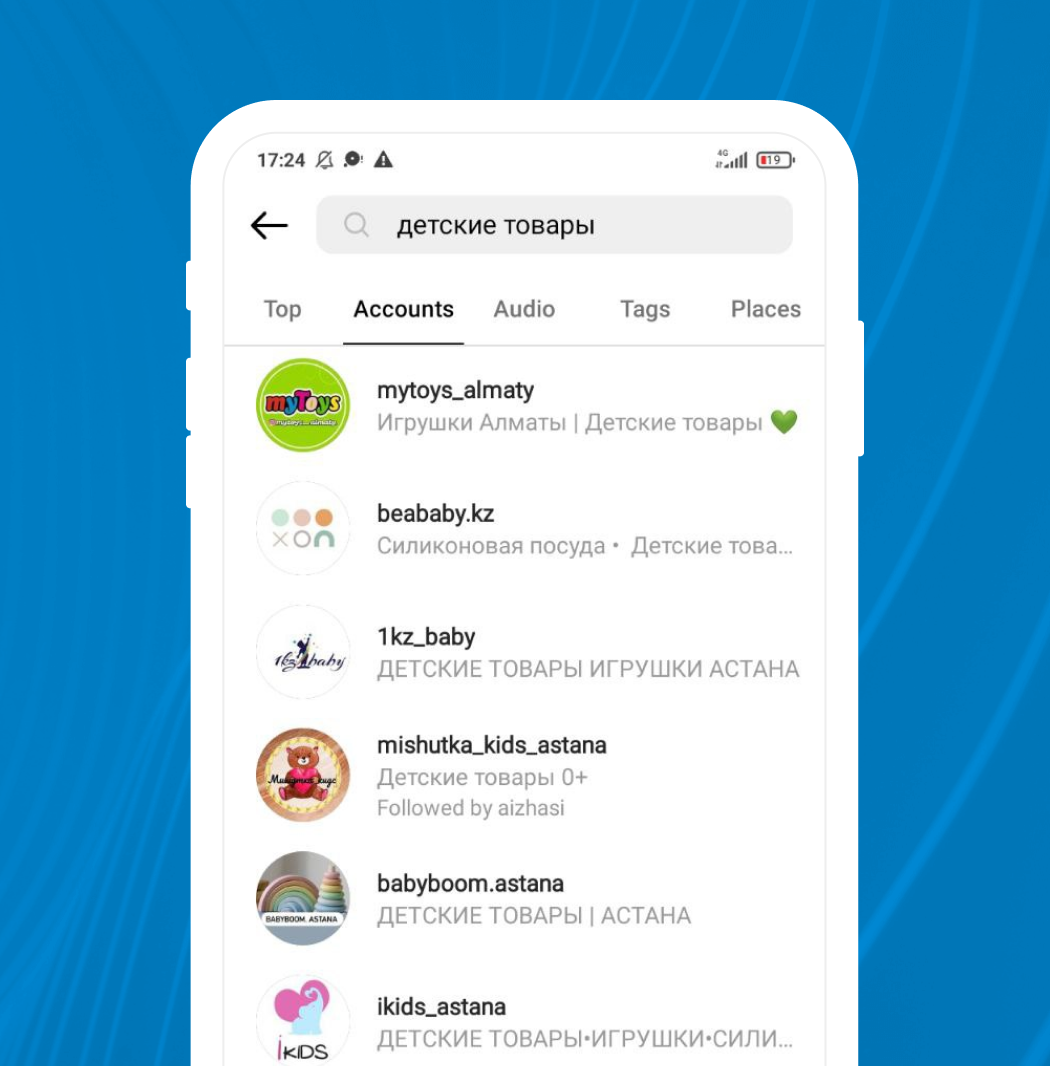 17:24
4G
19
детские товары
Top Accounts Audio Tags Places
myToys
mytoys_almaty
Игрушки Алматы | Детские товары 💚
beababy.kz
Силиконовая посуда • Детские това...
1kz_baby
1kz baby
ДЕТСКИЕ ТОВАРЫ ИГРУШКИ АСТАНА
mishutka_kids_astana
Детские товары 0+
Followed by aizhasi
babyboom.astana
BABYBOOM. ASTANA
ДЕТСКИЕ ТОВАРЫ | АСТАНА
ikids_astana
ДЕТСКИЕ ТОВАРЫ•ИГРУШКИ•СИЛИ...
iKIDS